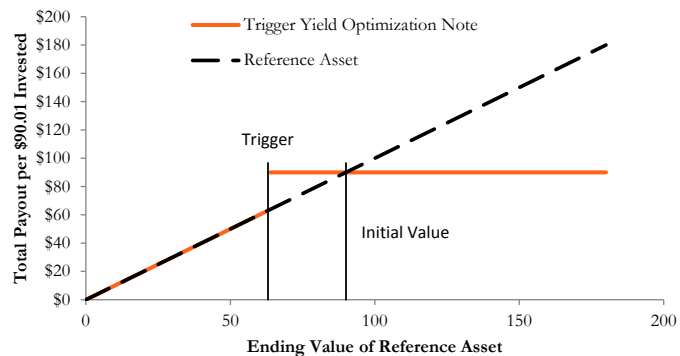 $200
$180
$160
$140
$120
$100
$80
$60
$40
$20
$0
Total Payout per $90.01 Invested
Trigger Yield Optimization Note
Reference Asset
Trigger
Initial Value
0
50
100
150
200
Ending Value of Reference Asset